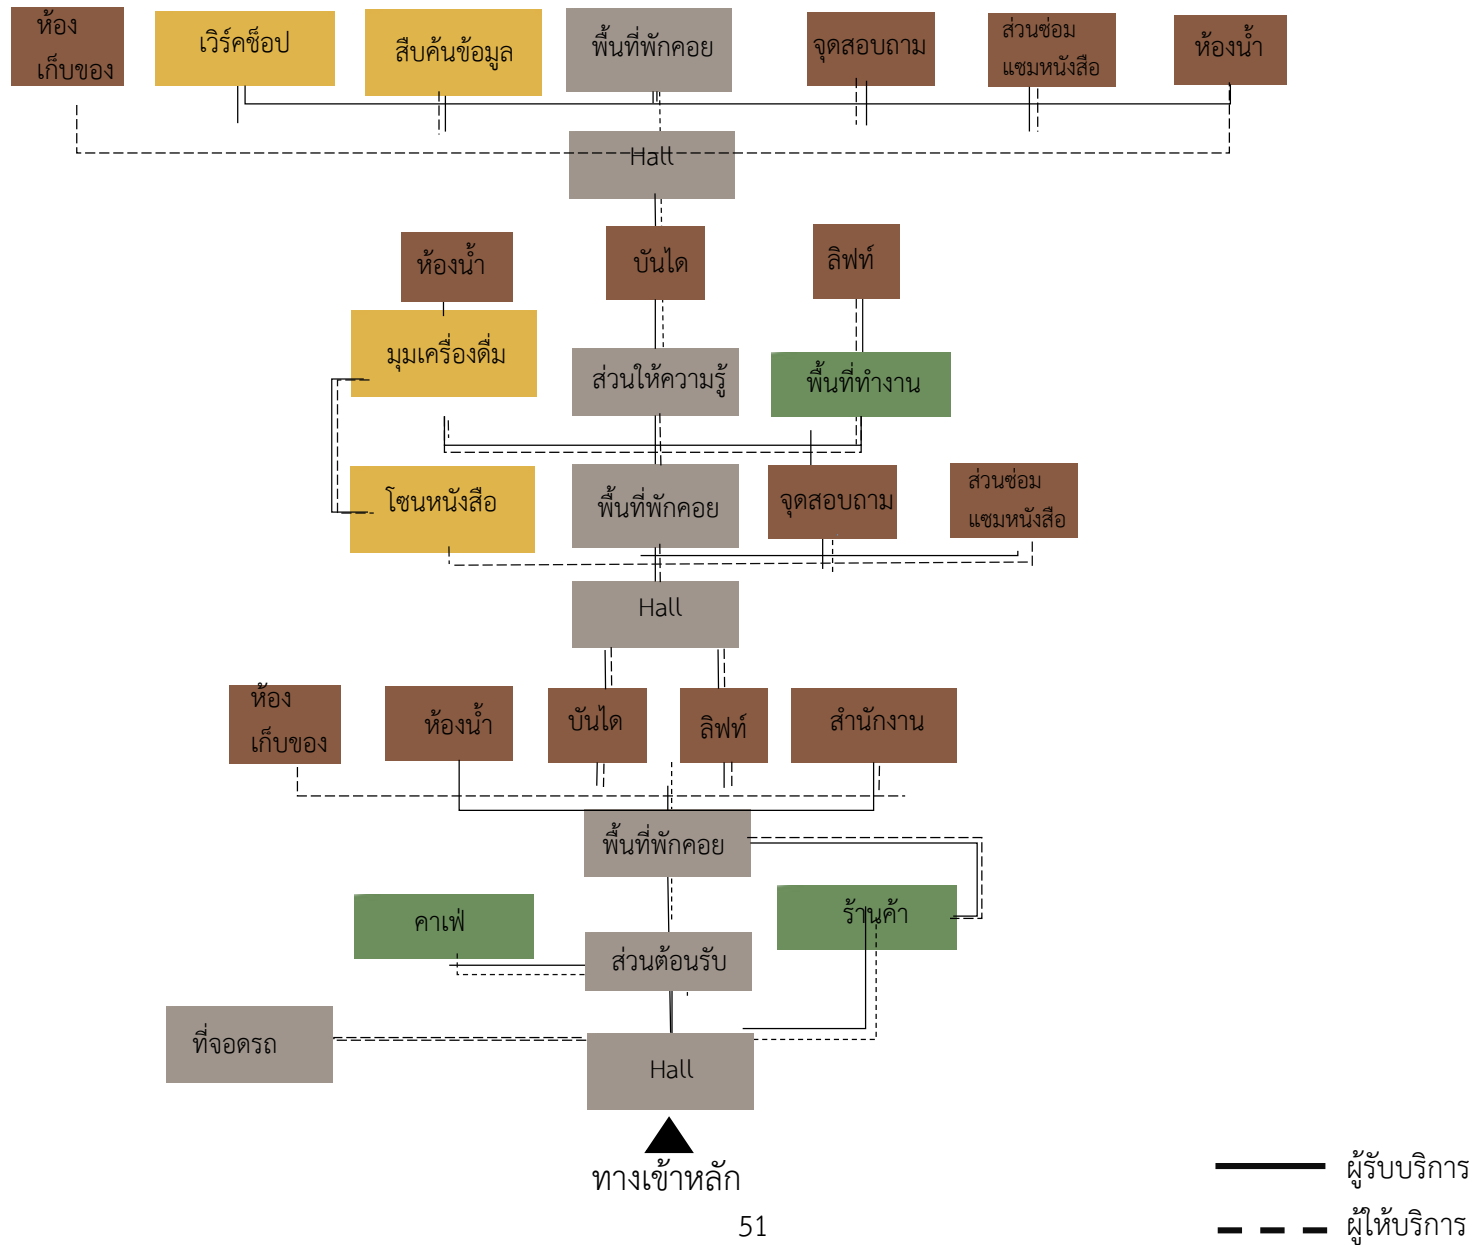 ห้อง
เก็บของ
เวิร์คช็อป
สืบค้นข้อมูล
พื้นที่พักคอย
จุดสอบถาม
ส่วนซ่อม
แซมหนังสือ
ห้องน้ำ
Hall
ห้องน้ำ
บันได
ลิฟท์
มุมเครื่องดื่ม
ส่วนให้ความรู้
พื้นที่ทำงาน
โซนหนังสือ
พื้นที่พักคอย
จุดสอบถาม
ส่วนซ่อม
แซมหนังสือ
Hall
ห้อง
เก็บของ
ห้องน้ำ
บันได
ลิฟท์
สำนักงาน
พื้นที่พักคอย
คาเฟ่
ร้านค้า
ส่วนต้อนรับ
ที่จอดรถ
Hall
ทางเข้าหลัก
ผู้รับบริการ
ผู้ให้บริการ
51